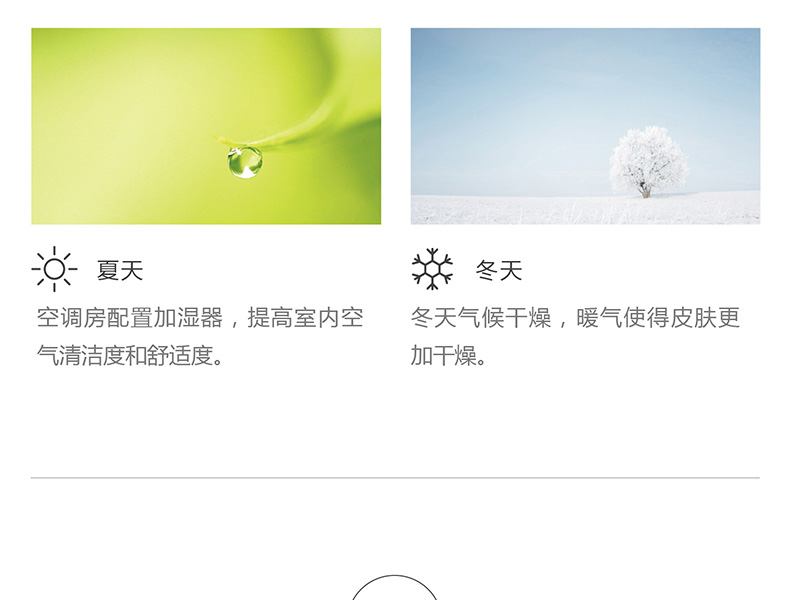 夏天
空调房配置加湿器，提高室内空
气清洁度和舒适度。
冬天
冬天气候干燥，暖气使得皮肤更
加干燥。